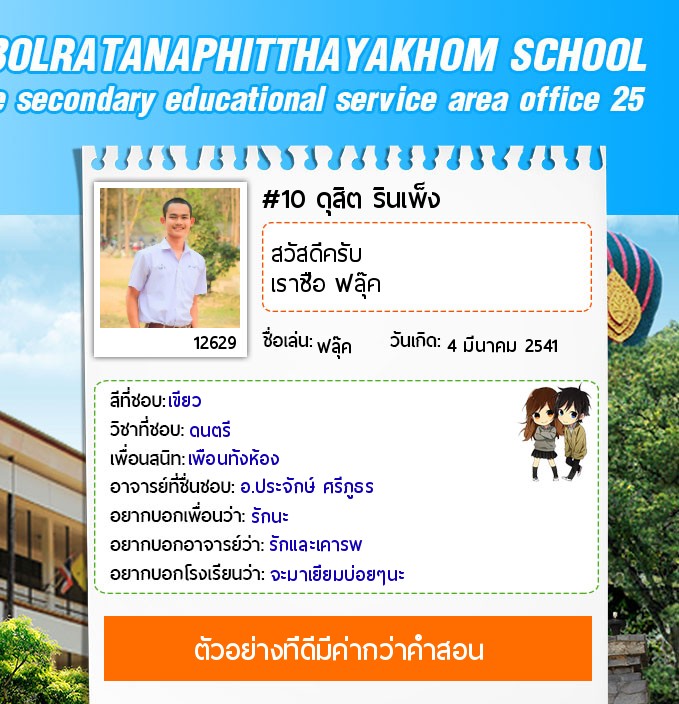 BOLRATANAPHITTHAYAKHOM SCHOOL
e secondary educational service area office 25
#10 ดุสิต รินเพ็ง
สวัสดีครับ
เราชื่อ ฟลุ๊ค
12629
ชื่อเล่น: ฟลุ๊ค วันเกิด: 4 มีนาคม 2541
สีที่ชอบ: เขียว
วิชาที่ชอบ: ดนตรี
เพื่อนสนิท: เพื่อนทั้งห้อง
อาจารย์ที่ชื่นชอบ: อ.ประจักษ์ ศรีภูธร
อยากบอกเพื่อนว่า: รักนะ
อยากบอกอาจารย์ว่า: รักและเคารพ
อยากบอกโรงเรียนว่า: จะมาเยี่ยมบ่อยๆนะ
ตัวอย่างที่ดีมีค่ากว่าคำสอน